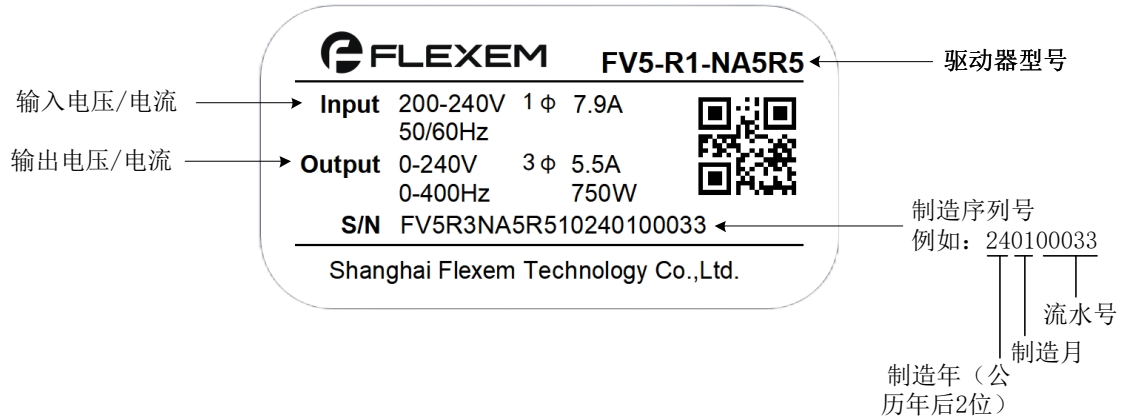 FLEXEM
FV5-R1-NA5R5
驱动器型号
输入电压/电流
Input 200-240V 1Φ 7.9A
50/60Hz
输出电压/电流
Output 0-240V 3Φ 5.5A
0-400Hz 750W
S/N FV5R3NA5R510240100033
制造序列号
例如：240100033
Shanghai Flexem Technology Co.,Ltd.
流水号
制造月
制造年（公
历年后2位）